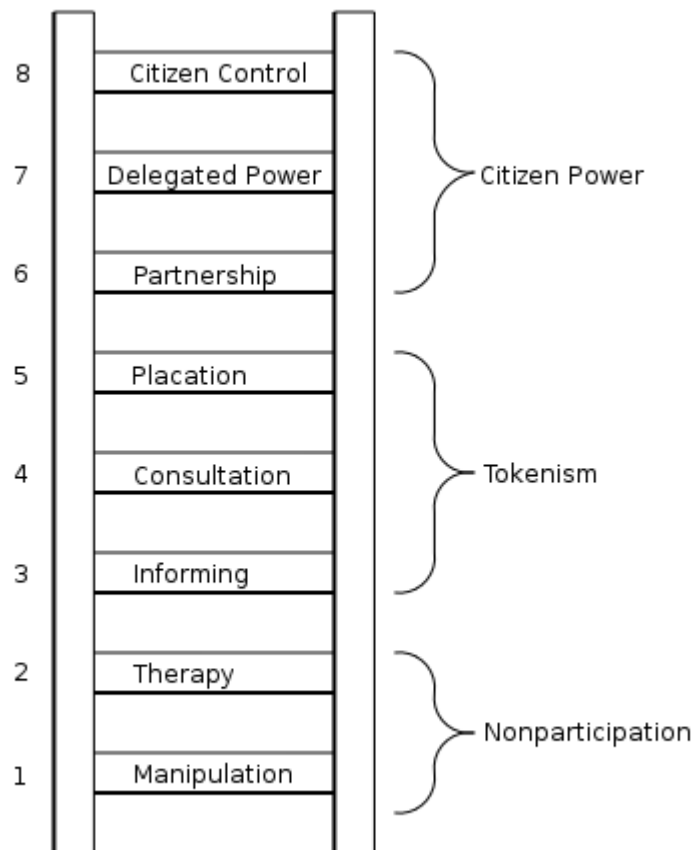 8 Citizen Control
7 Delegated Power
Citizen Power
6 Partnership
5 Placation
4 Consultation
Tokenism
3 Informing
2 Therapy
Nonparticipation
1 Manipulation